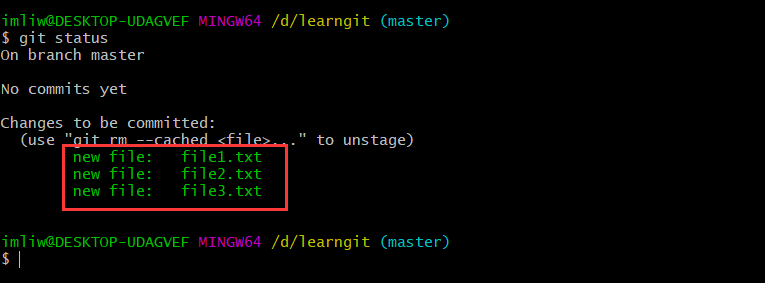 imliw@DESKTOP-UDAGVEF MINGW64 /d/learngit (master)
$ git status
On branch master
No commits yet
Changes to be committed:
  (use "git rm --cached <file>..." to unstage)
        new file:   file1.txt
        new file:   file2.txt
        new file:   file3.txt
imliw@DESKTOP-UDAGVEF MINGW64 /d/learngit (master)
$